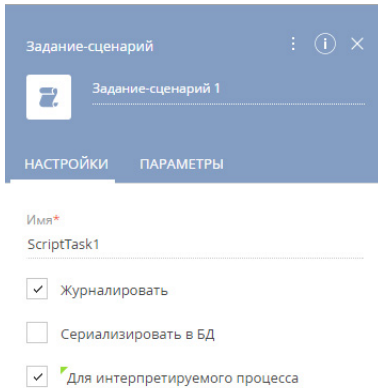 Задание-сценарий
Задание-сценарий 1
НАСТРОЙКИ ПАРАМЕТРЫ
Имя*
ScriptTask1
Журналировать
Сериализировать в БД
Для интерпретируемого процесса